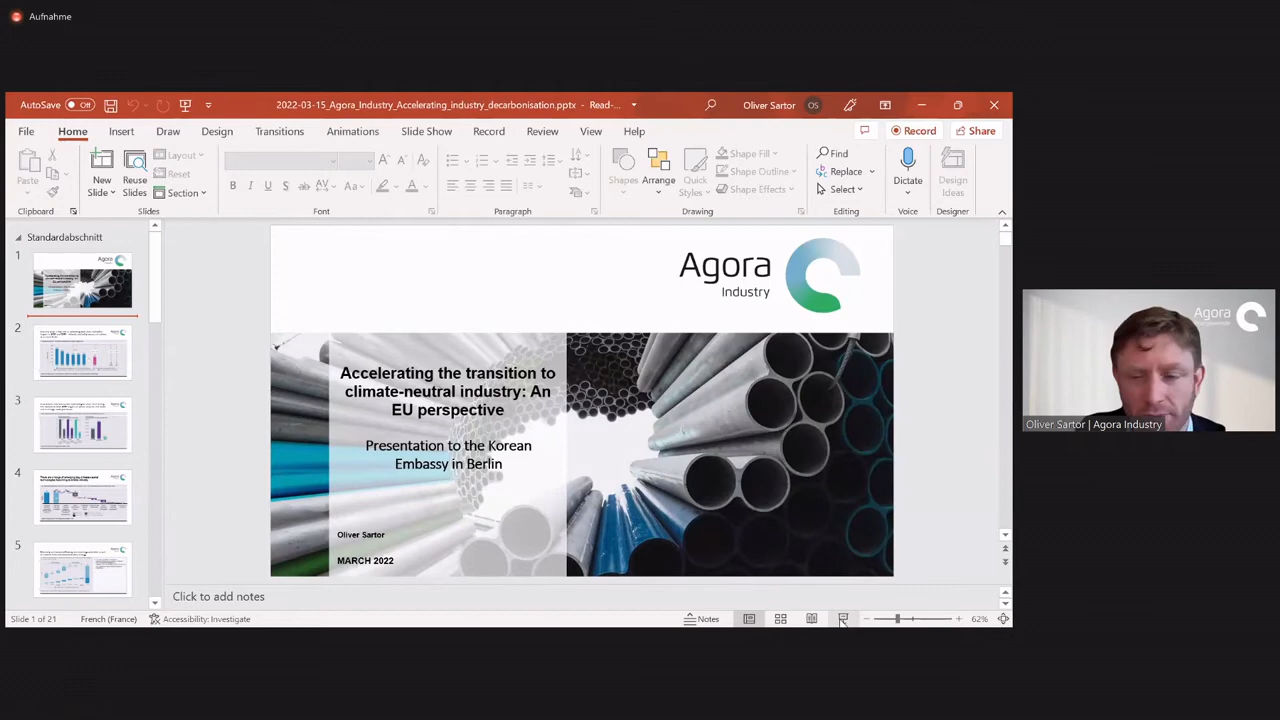 Aufnahme
AutoSave Off
2022-03-15_Agora_Industry_Accelerating_industry_decarbonisation.pptx - Read-...
Oliver Sartor OS
File Home Insert Draw Design Transitions Animations Slide Show Record Review View Help
Record Share
Paste
New Slide
Reuse Slides
Layout
Reset
Section
Shapes
Arrange
Quick Styles
Shape Fill
Shape Outline
Shape Effects
Find
Replace
Select
Dictate
Design Ideas
Clipboard Slides Font Paragraph Drawing Editing Voice Designer
Standardabschnitt
1
2
3
4
5
Agora
Industry
Accelerating the transition to
climate-neutral industry: An
EU perspective
Presentation to the Korean
Embassy in Berlin
Oliver Sartor
MARCH 2022
Agora
Oliver Sartor | Agora Industry
Click to add notes
Slide 1 of 21 French (France) Accessibility: Investigate Notes 62%